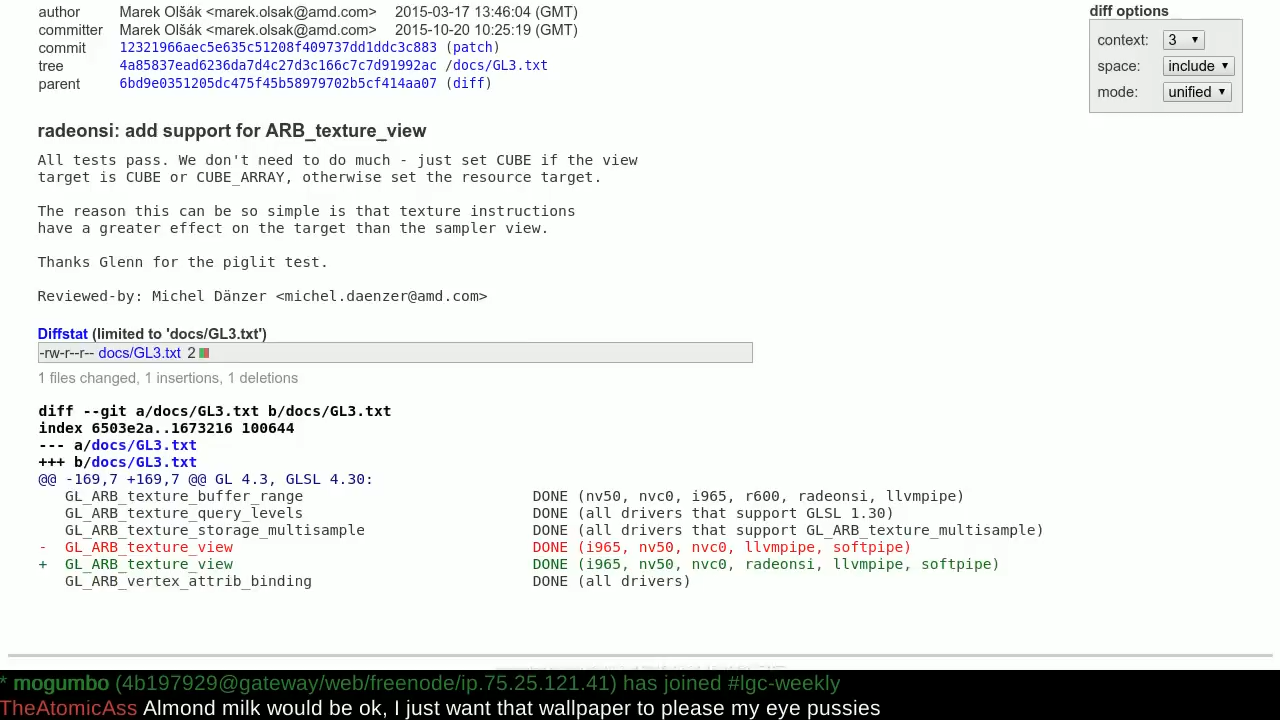 author Marek Olšák <marek.olsak@amd.com> 2015-03-17 13:46:04 (GMT)
committer Marek Olšák <marek.olsak@amd.com> 2015-10-20 10:25:19 (GMT)
commit 12321966aec5e635c51208f409737dd1ddc3c883 (patch)
tree 4a85837ead6236da7d4c27d3c166c7c7d91992ac /docs/GL3.txt
parent 6bd9e0351205dc475f45b58979702b5cf414aa07 (diff)
diff options
context: 3
space: include
mode: unified
radeonsi: add support for ARB_texture_view
All tests pass. We don't need to do much - just set CUBE if the view
target is CUBE or CUBE_ARRAY, otherwise set the resource target.
The reason this can be so simple is that texture instructions
have a greater effect on the target than the sampler view.
Thanks Glenn for the piglit test.
Reviewed-by: Michel Dänzer <michel.daenzer@amd.com>
Diffstat (limited to 'docs/GL3.txt')
-rw-r--r-- docs/GL3.txt 2
1 files changed, 1 insertions, 1 deletions
diff --git a/docs/GL3.txt b/docs/GL3.txt
index 6503e2a..1673216 100644
--- a/docs/GL3.txt
+++ b/docs/GL3.txt
@@ -169,7 +169,7 @@ GL 4.3, GLSL 4.30:
GL_ARB_texture_buffer_range DONE (nv50, nvc0, i965, r600, radeonsi, llvmpipe)
GL_ARB_texture_query_levels DONE (all drivers that support GLSL 1.30)
GL_ARB_texture_storage_multisample DONE (all drivers that support GL_ARB_texture_multisample)
- GL_ARB_texture_view DONE (i965, nv50, nvc0, llvmpipe, softpipe)
+ GL_ARB_texture_view DONE (i965, nv50, nvc0, radeonsi, llvmpipe, softpipe)
GL_ARB_vertex_attrib_binding DONE (all drivers)
* mogumbo (4b197929@gateway/web/freenode/ip.75.25.121.41) has joined #lgc-weekly
TheAtomicAss Almond milk would be ok, I just want that wallpaper to please my eye pussies